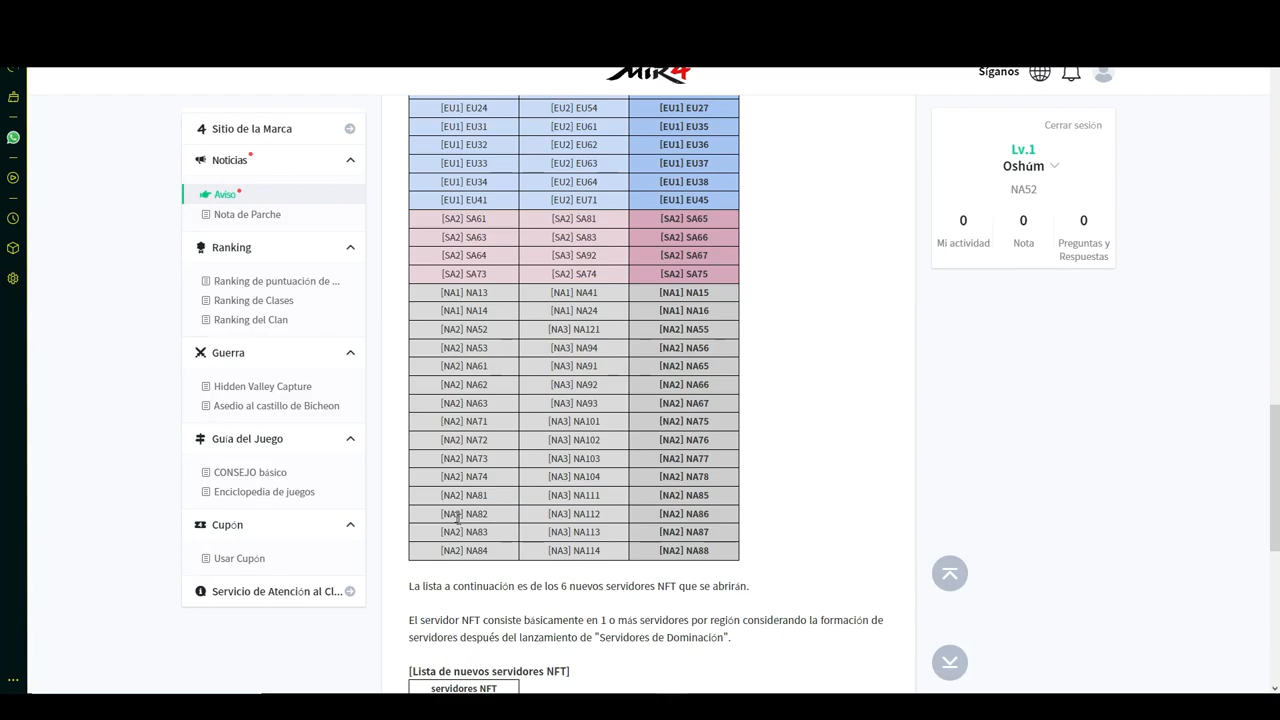 MIR4
Síganos
4 Sitio de la Marca
Noticias
Aviso
Nota de Parche
Ranking
Ranking de puntuación de ...
Ranking de Clases
Ranking del Clan
Guerra
Hidden Valley Capture
Asedio al castillo de Bicheon
Guía del Juego
CONSEJO básico
Enciclopedia de juegos
Cupón
Usar Cupón
Servicio de Atención al Cl...
[EU1] EU24 [EU2] EU54 [EU1] EU27
[EU1] EU31 [EU2] EU61 [EU1] EU35
[EU1] EU32 [EU2] EU62 [EU1] EU36
[EU1] EU33 [EU2] EU63 [EU1] EU37
[EU1] EU34 [EU2] EU64 [EU1] EU38
[EU1] EU41 [EU2] EU71 [EU1] EU45
[SA2] SA61 [SA2] SA81 [SA2] SA65
[SA2] SA63 [SA2] SA83 [SA2] SA66
[SA2] SA64 [SA3] SA92 [SA2] SA67
[SA2] SA73 [SA2] SA74 [SA2] SA75
[NA1] NA13 [NA1] NA41 [NA1] NA15
[NA1] NA14 [NA1] NA24 [NA1] NA16
[NA2] NA52 [NA3] NA121 [NA2] NA55
[NA2] NA53 [NA3] NA94 [NA2] NA56
[NA2] NA61 [NA3] NA91 [NA2] NA65
[NA2] NA62 [NA3] NA92 [NA2] NA66
[NA2] NA63 [NA3] NA93 [NA2] NA67
[NA2] NA71 [NA3] NA101 [NA2] NA75
[NA2] NA72 [NA3] NA102 [NA2] NA76
[NA2] NA73 [NA3] NA103 [NA2] NA77
[NA2] NA74 [NA3] NA104 [NA2] NA78
[NA2] NA81 [NA3] NA111 [NA2] NA85
[NA2] NA82 [NA3] NA112 [NA2] NA86
[NA2] NA83 [NA3] NA113 [NA2] NA87
[NA2] NA84 [NA3] NA114 [NA2] NA88
La lista a continuación es de los 6 nuevos servidores NFT que se abrirán.
El servidor NFT consiste básicamente en 1 o más servidores por región considerando la formación de
servidores después del lanzamiento de "Servidores de Dominación".
[Lista de nuevos servidores NFT]
servidores NFT
Cerrar sesión
Lv.1
Oshúm
NA52
0 0 0
Mi actividad Nota Preguntas y
Respuestas